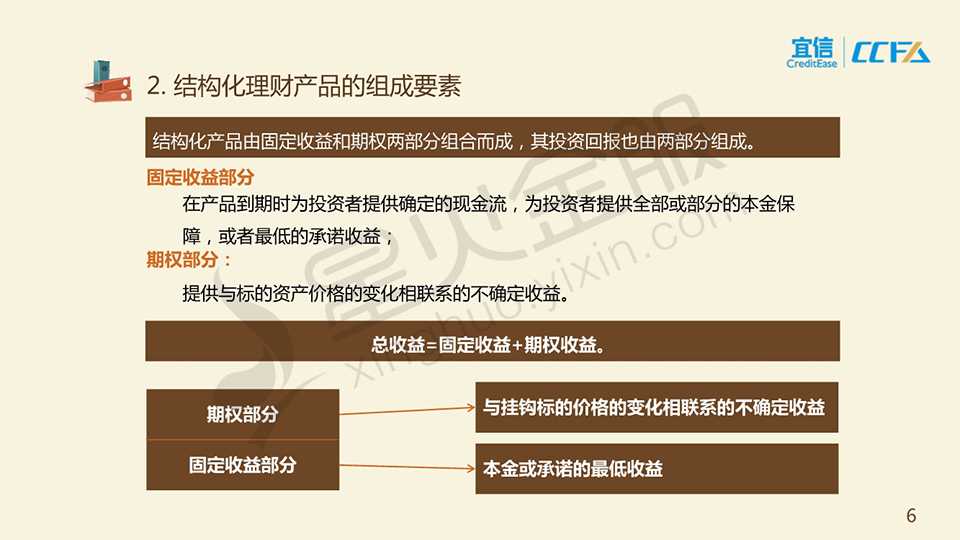 宜信
CreditEase
CCFA
2. 结构化理财产品的组成要素
结构化产品由固定收益和期权两部分组合而成，其投资回报也由两部分组成。
固定收益部分
在产品到期时为投资者提供确定的现金流，为投资者提供全部或部分的本金保
障，或者最低的承诺收益；
期权部分：
提供与标的资产价格的变化相联系的不确定收益。
总收益=固定收益+期权收益。
期权部分
与挂钩标的价格的变化相联系的不确定收益
固定收益部分
本金或承诺的最低收益
星火金服
xinghuo.yixin.com
6